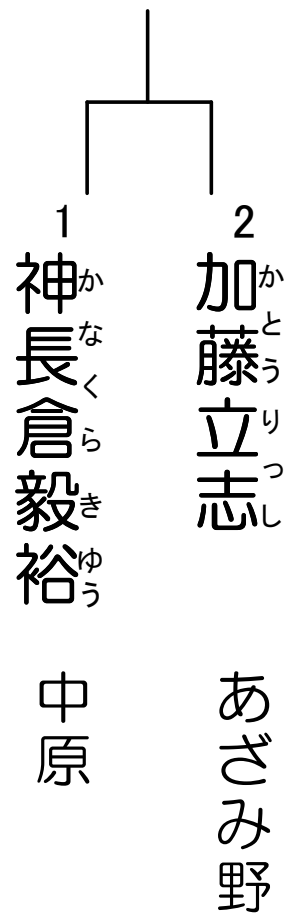 2
加藤立志
かとうりっし
あざみ野
1
神長倉毅裕
かなくらきゆう
中原